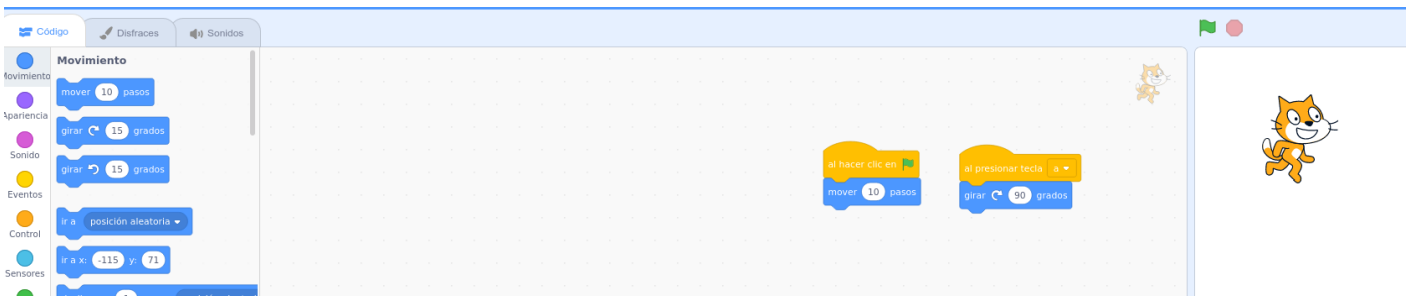 Código
Disfraces
Sonidos
Movimiento
Apariencia
Sonido
Eventos
Control
Sensores
Movimiento
mover 10 pasos
girar 15 grados
girar 15 grados
ir a posición aleatoria
ir a x: -115 y: 71
al hacer clic en
mover 10 pasos
al presionar tecla a
girar 90 grados